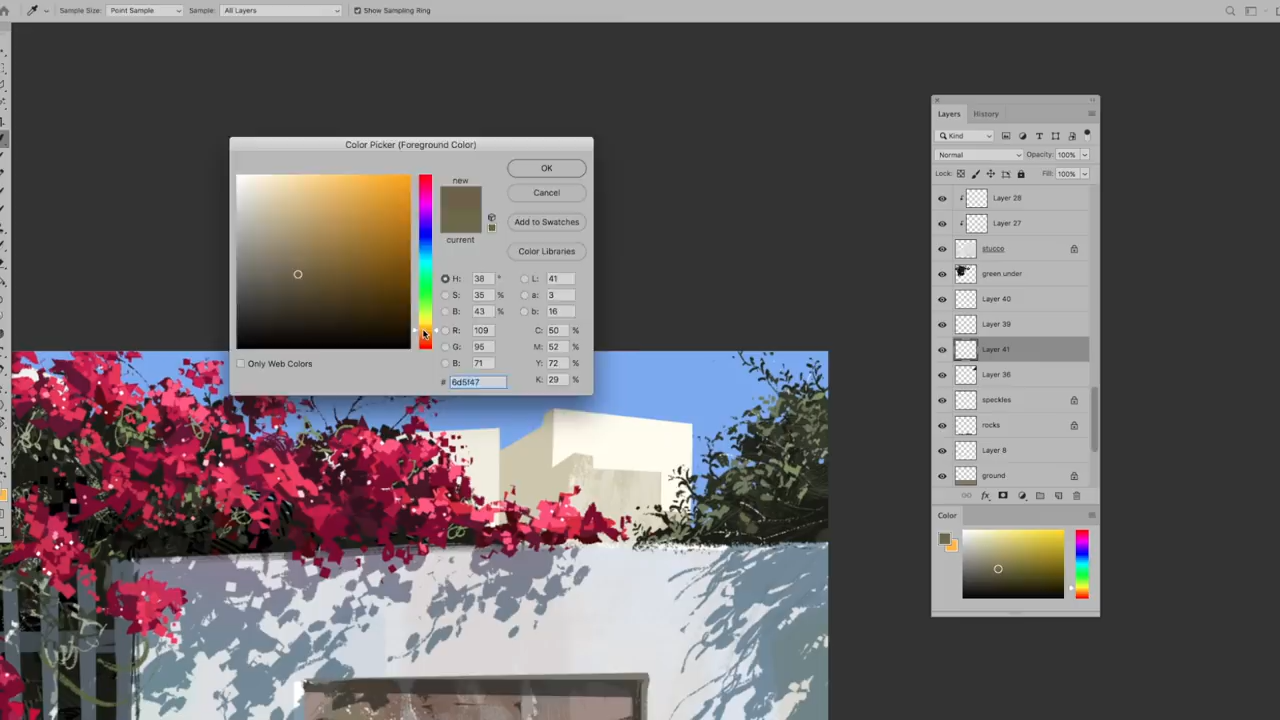 Sample Size: Point Sample Sample: All Layers Show Sampling Ring
Color Picker (Foreground Color)
new
current
OK
Cancel
Add to Swatches
Color Libraries
H: 38 ° L: 41
S: 35 % a: 3
B: 43 % b: 16
R: 109 C: 50 %
G: 95 M: 52 %
B: 71 Y: 72 %
# 6d5f47 K: 29 %
Only Web Colors
Layers History
Kind
Normal Opacity: 100%
Lock: Fill: 100%
Layer 28
Layer 27
stucco
green under
Layer 40
Layer 39
Layer 41
Layer 36
speckles
rocks
Layer 8
ground
Color